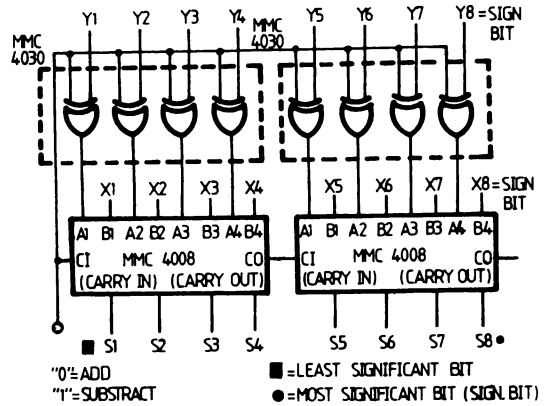 Y1 Y2 Y3 Y4 Y5 Y6 Y7 Y8=SIGN BIT
MMC 4030 MMC 4030
X1 X2 X3 X4 X5 X6 X7 X8=SIGN BIT
A1 B1 A2 B2 A3 B3 A4 B4 A1 B1 A2 B2 A3 B3 A4 B4
CI MMC 4008 CO CI MMC 4008 CO
(CARRY IN) (CARRY OUT) (CARRY IN) (CARRY OUT)
■ S1 S2 S3 S4 S5 S6 S7 S8 ●
"0"=ADD ■=LEAST SIGNIFICANT BIT
"1"=SUBSTRACT ●=MOST SIGNIFICANT BIT (SIGN. BIT)